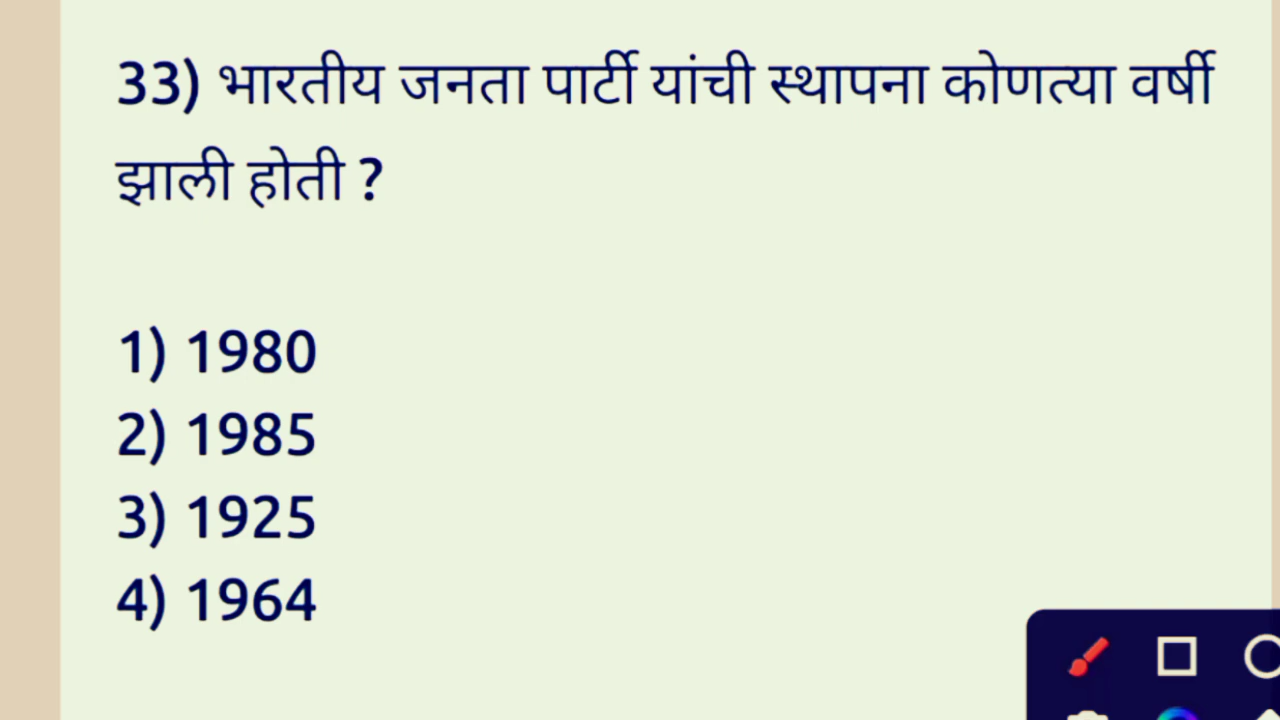 33) भारतीय जनता पार्टी यांची स्थापना कोणत्या वर्षी
झाली होती ?
1) 1980
2) 1985
3) 1925
4) 1964